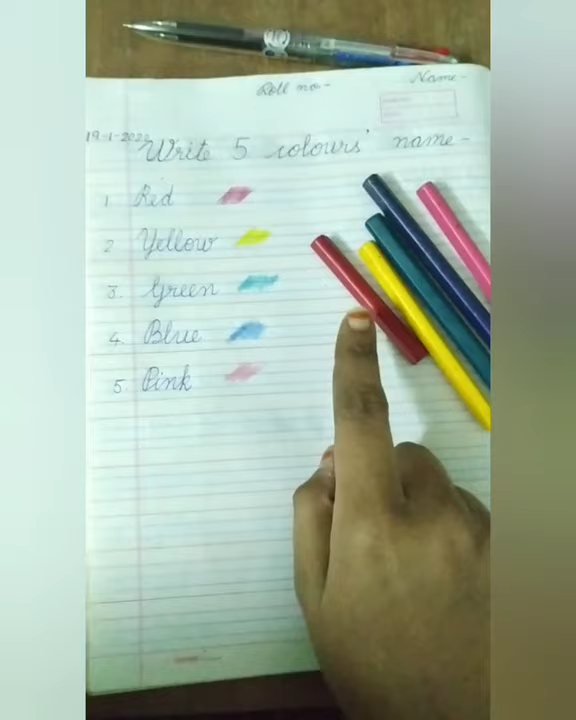 Roll no- Name-
19-1-2022
Write 5 colours' name-
1 Red
2 Yellow
3. Green
4. Blue
5. Pink